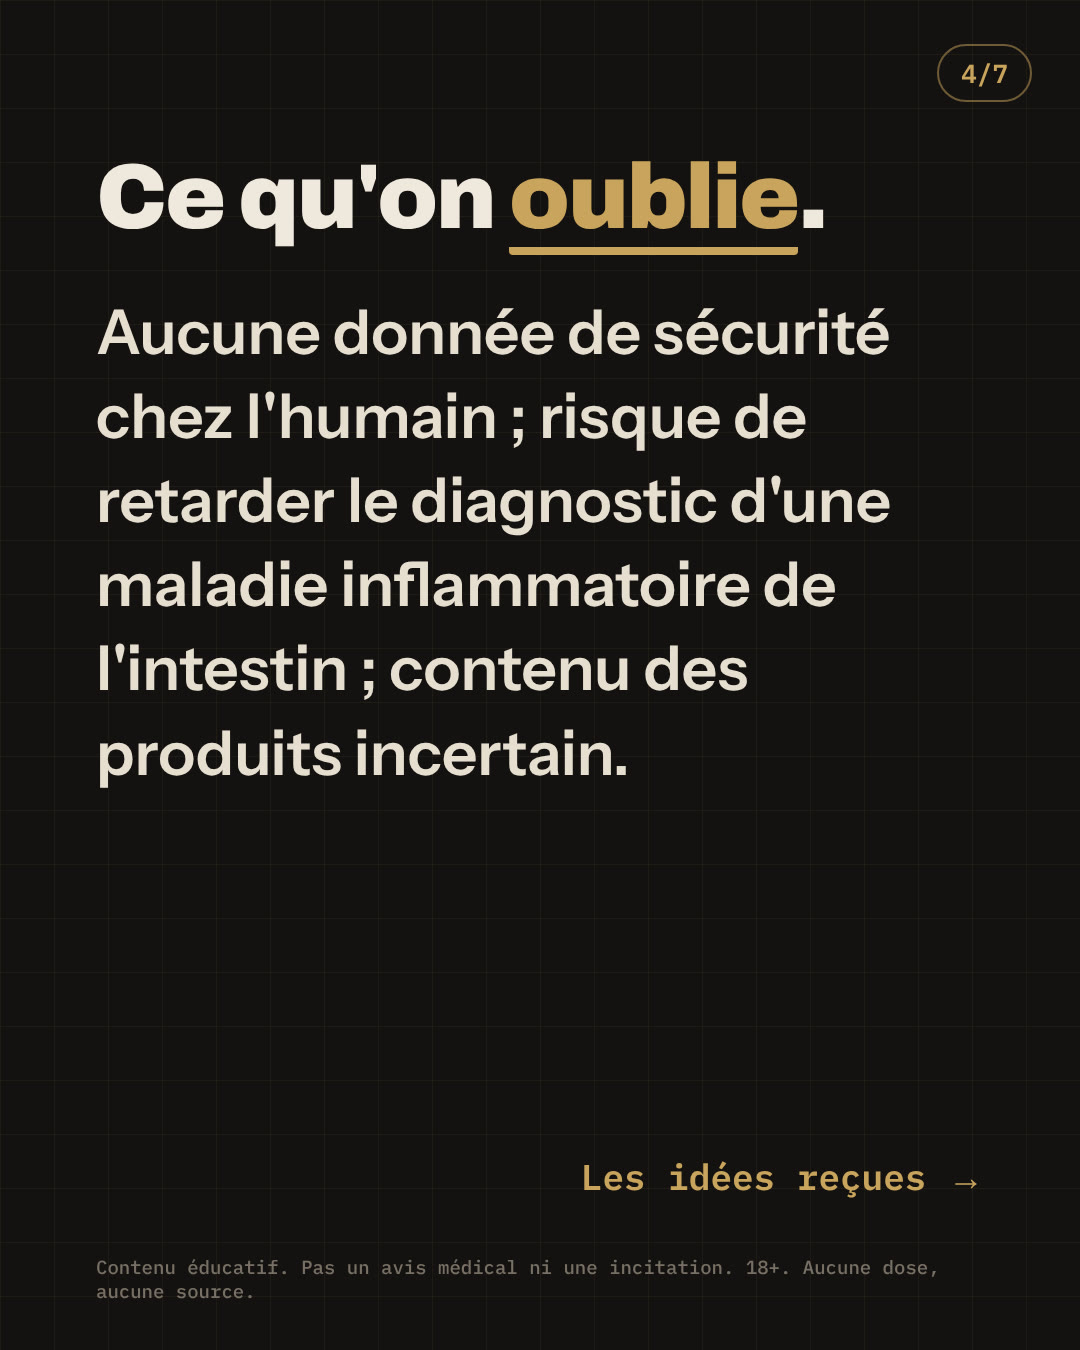 4/7
Ce qu'on oublie.
Aucune donnée de sécurité
chez l'humain ; risque de
retarder le diagnostic d'une
maladie inflammatoire de
l'intestin ; contenu des
produits incertain.
Les idées reçues →
Contenu éducatif. Pas un avis médical ni une incitation. 18+. Aucune dose,
aucune source.